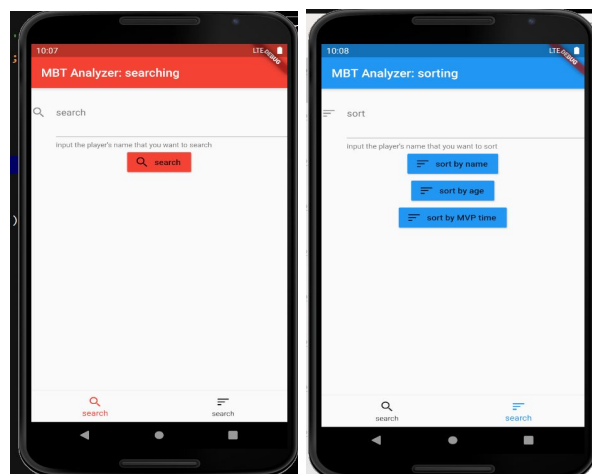 10:07 LTE DEBUG
MBT Analyzer: searching
search
Input the player's name that you want to search
search
search search
10:08 LTE DEBUG
MBT Analyzer: sorting
sort
Input the player's name that you want to sort
sort by name
sort by age
sort by MVP time
search search